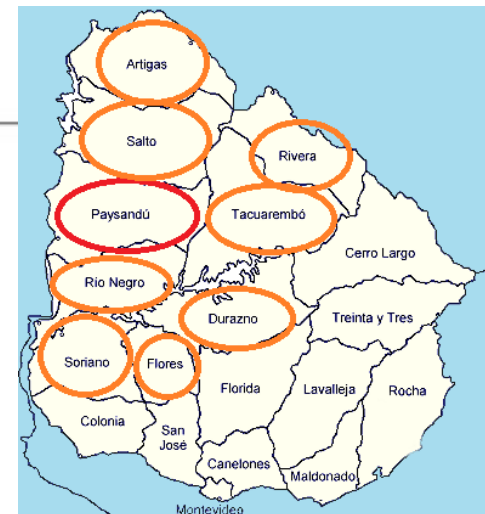 Artigas
Salto
Rivera
Paysandú
Tacuarembó
Cerro Largo
Río Negro
Durazno
Treinta y Tres
Soriano
Flores
Florida
Lavalleja
Rocha
Colonia
San
José
Canelones
Maldonado
Montevideo